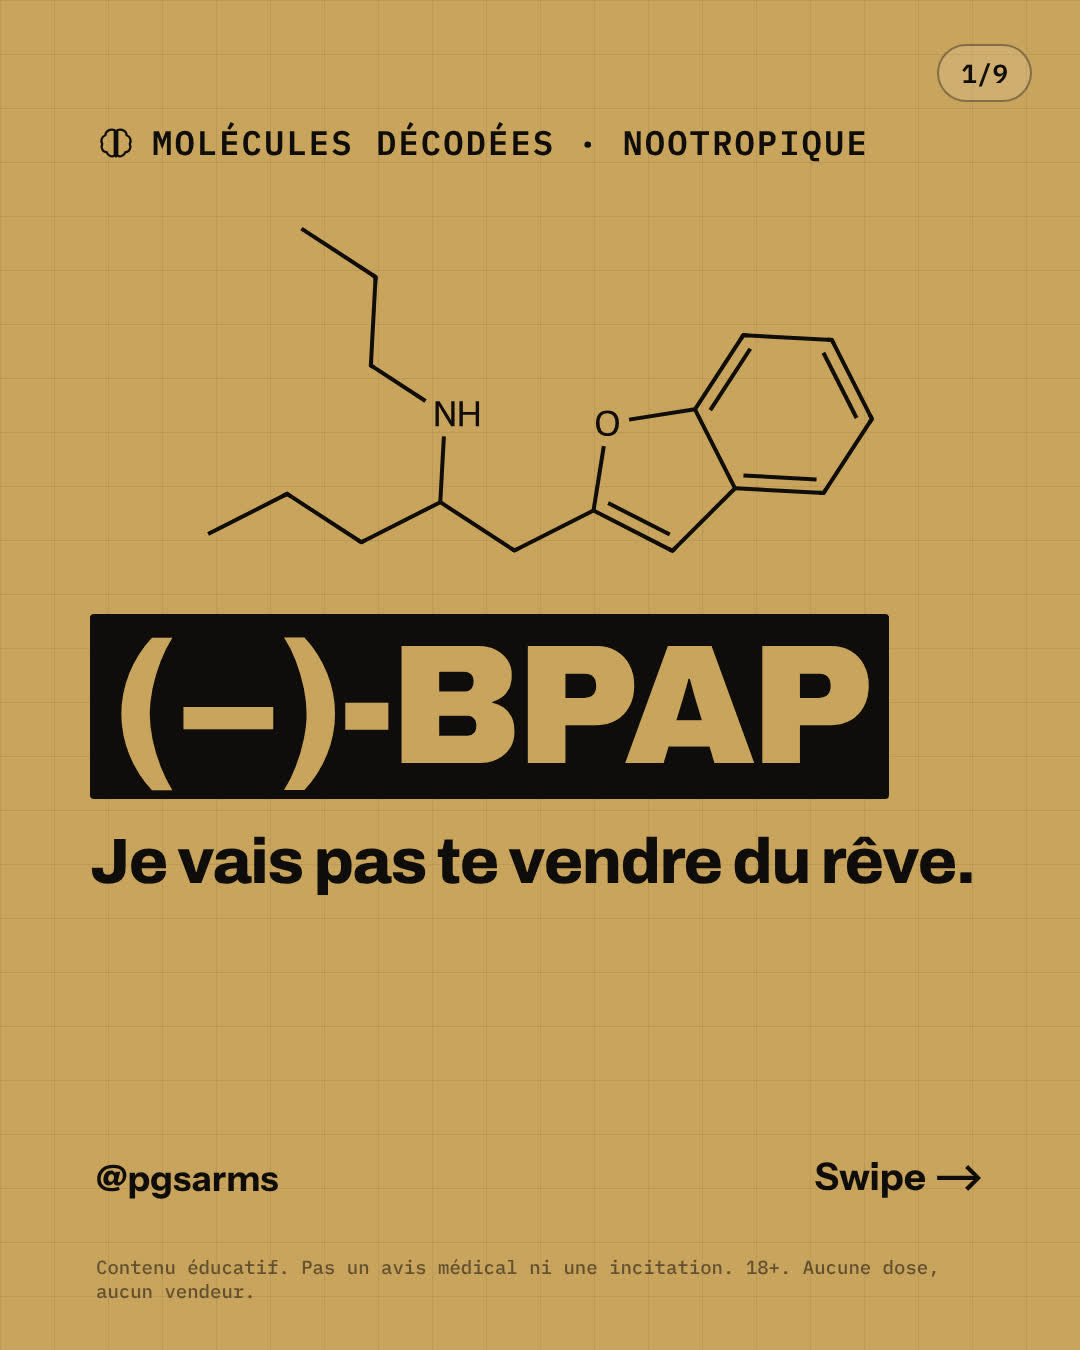 1/9
MOLÉCULES DÉCODÉES · NOOTROPIQUE
NH
O
(–)-BPAP
Je vais pas te vendre du rêve.
@pgsarms
Swipe →
Contenu éducatif. Pas un avis médical ni une incitation. 18+. Aucune dose,
aucun vendeur.